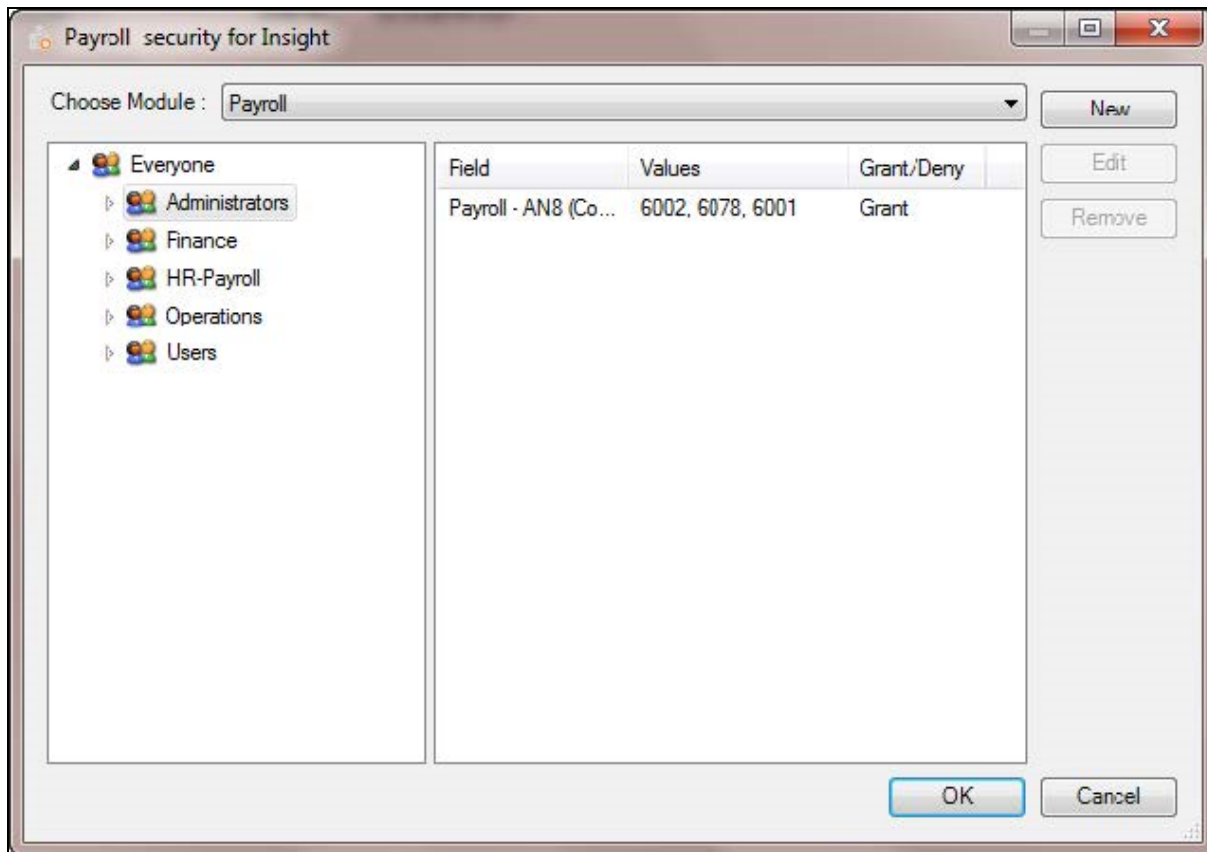 Payroll security for Insight
Choose Module : Payroll
New
Everyone
Administrators
Finance
HR-Payroll
Operations
Users
Field Values Grant/Deny
Payroll - AN8 (Co... 6002, 6078, 6001 Grant
Edit
Remove
OK Cancel